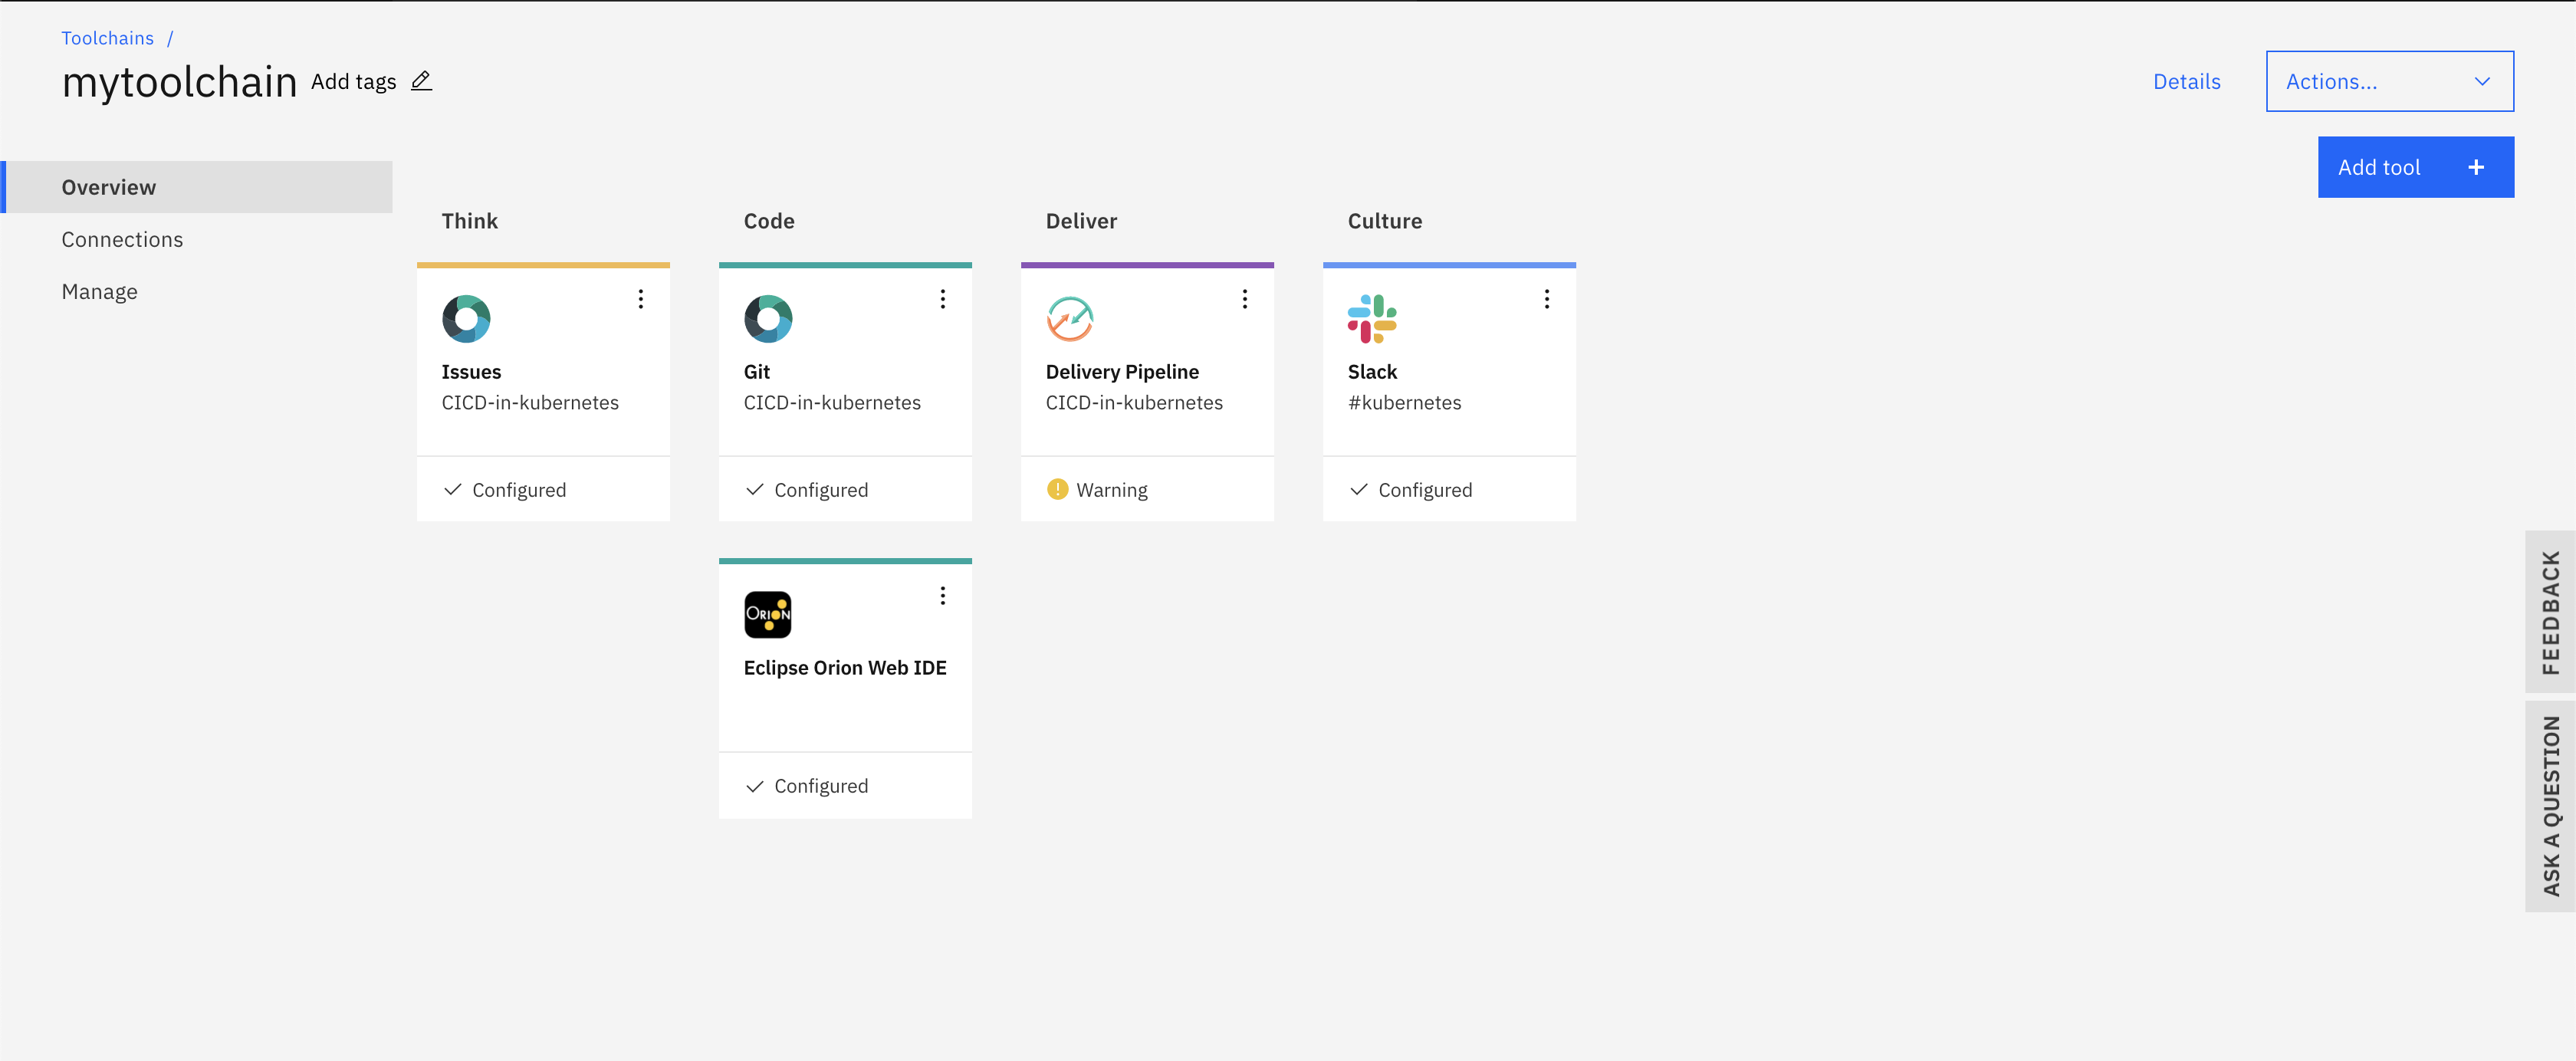 Toolchains /
mytoolchain Add tags
Details
Actions...
Add tool +
Overview
Connections
Manage
Think
Issues
CICD-in-kubernetes
Configured
Code
Git
CICD-in-kubernetes
Configured
ORION
Eclipse Orion Web IDE
Configured
Deliver
Delivery Pipeline
CICD-in-kubernetes
! Warning
Culture
Slack
#kubernetes
Configured
FEEDBACK
ASK A QUESTION